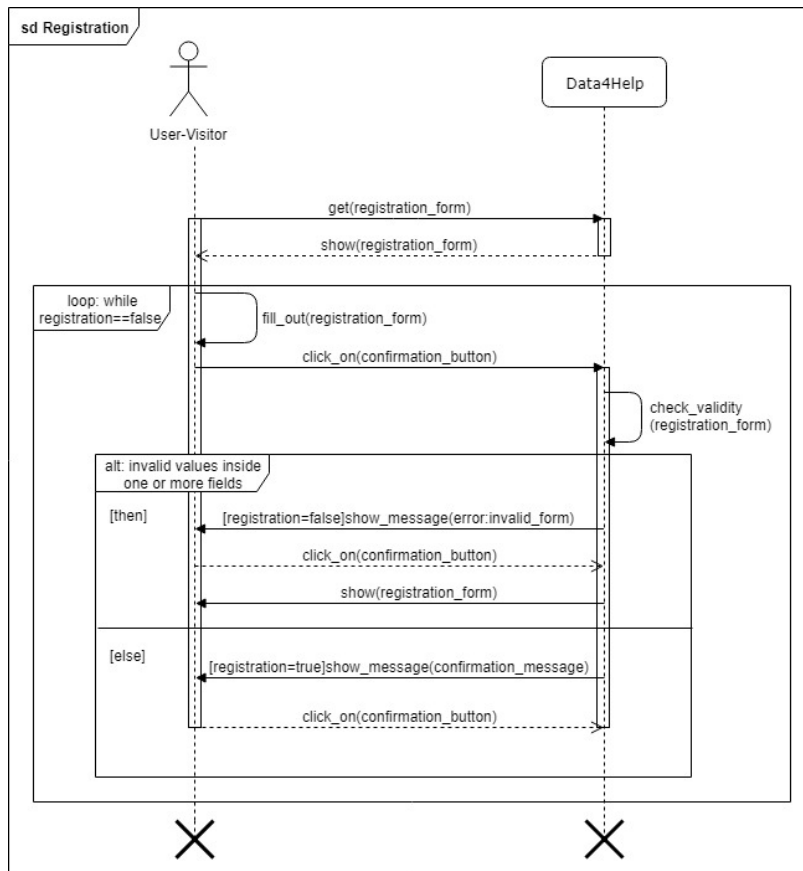 sd Registration
User-Visitor
Data4Help
get(registration_form)
show(registration_form)
loop: while
registration==false
fill_out(registration_form)
click_on(confirmation_button)
check_validity
(registration_form)
alt: invalid values inside
one or more fields
[then]
[registration=false]show_message(error:invalid_form)
click_on(confirmation_button)
show(registration_form)
[else]
[registration=true]show_message(confirmation_message)
click_on(confirmation_button)